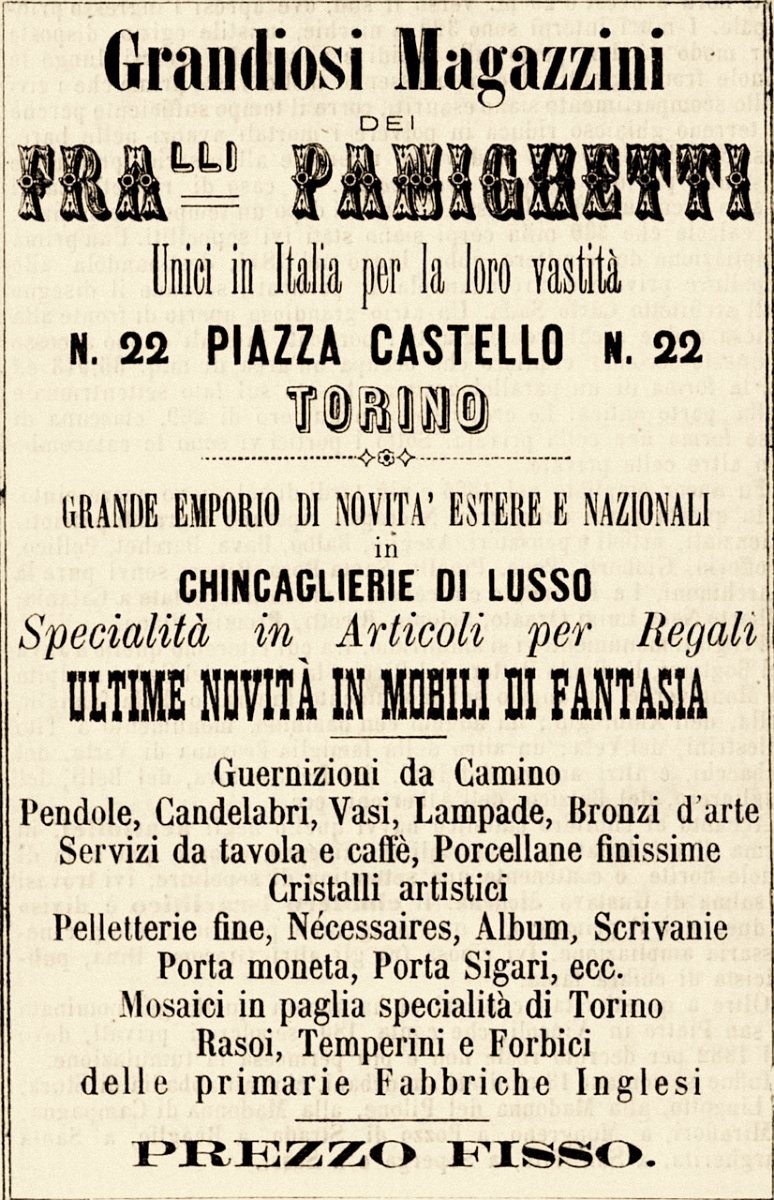 Grandiosi Magazzini
DEI
FRALLI PANIGHETTI
Unici in Italia per la loro vastità
N. 22 PIAZZA CASTELLO N. 22
TORINO
GRANDE EMPORIO DI NOVITA' ESTERE E NAZIONALI
in
CHINCAGLIERIE DI LUSSO
Specialità in Articoli per Regali
ULTIME NOVITÀ IN MOBILI DI FANTASIA
Guernizioni da Camino
Pendole, Candelabri, Vasi, Lampade, Bronzi d'arte
Servizi da tavola e caffè, Porcellane finissime
Cristalli artistici
Pelletterie fine, Nécessaires, Album, Scrivanie
Porta moneta, Porta Sigari, ecc.
Mosaici in paglia specialità di Torino
Rasoi, Temperini e Forbici
delle primarie Fabbriche Inglesi
PREZZO FISSO.